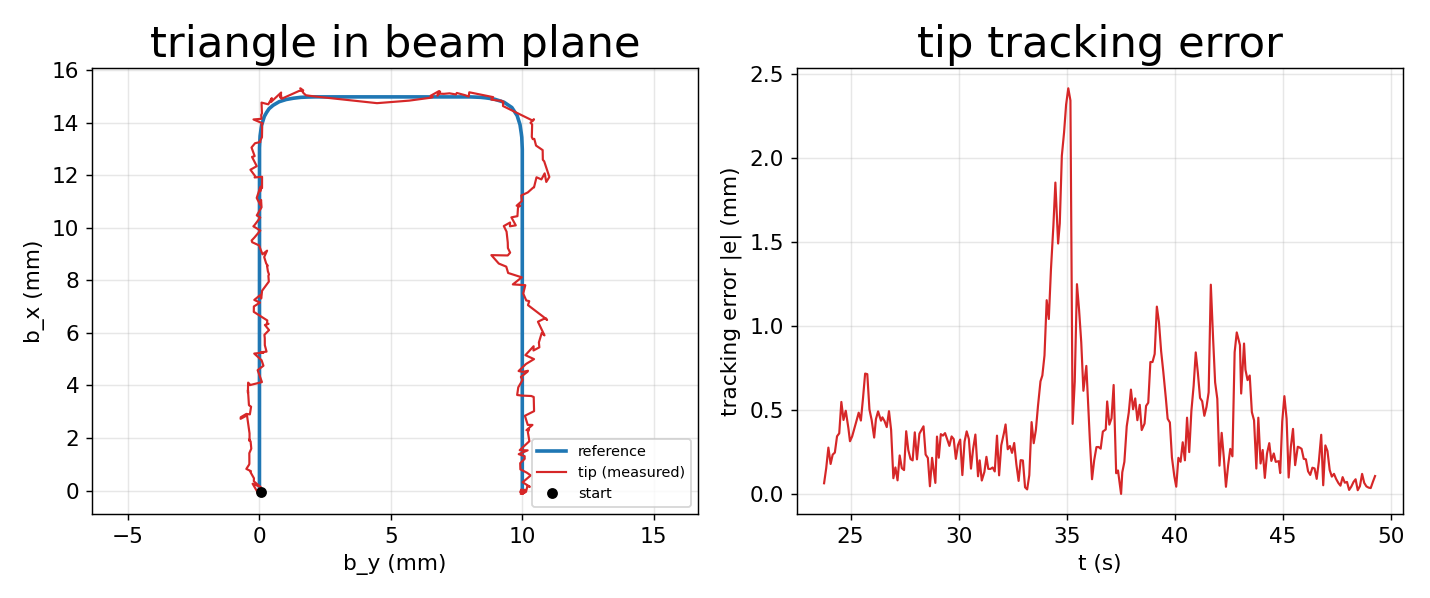 triangle in beam plane
16
14
12
10
8
6
4
2
0
b_x (mm)
−5
0
5
10
15
b_y (mm)
reference
tip (measured)
start
tip tracking error
2.5
2.0
1.5
1.0
0.5
0.0
tracking error |e| (mm)
25
30
35
40
45
50
t (s)